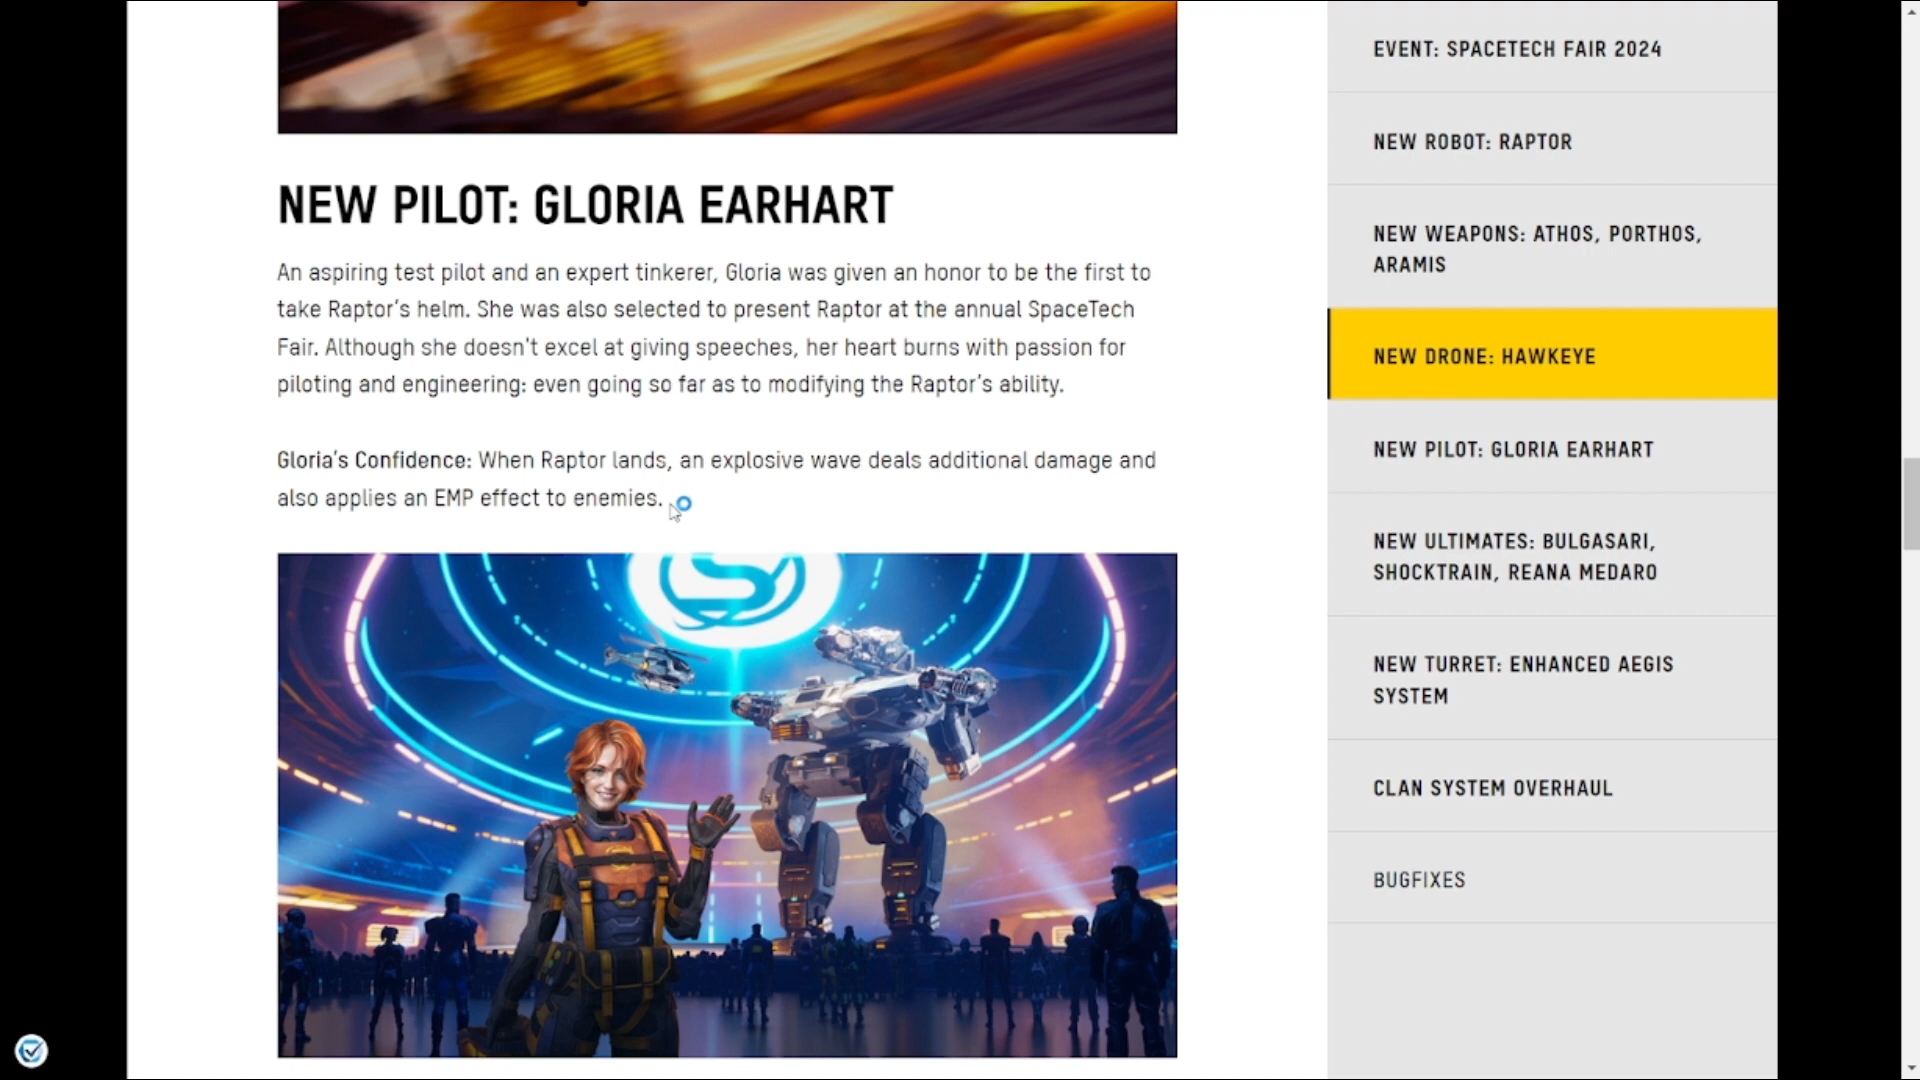 NEW PILOT: GLORIA EARHART
An aspiring test pilot and an expert tinkerer, Gloria was given an honor to be the first to
take Raptor's helm. She was also selected to present Raptor at the annual SpaceTech
Fair. Although she doesn't excel at giving speeches, her heart burns with passion for
piloting and engineering: even going so far as to modifying the Raptor's ability.
Gloria's Confidence: When Raptor lands, an explosive wave deals additional damage and
also applies an EMP effect to enemies.
EVENT: SPACETECH FAIR 2024
NEW ROBOT: RAPTOR
NEW WEAPONS: ATHOS, PORTHOS,
ARAMIS
NEW DRONE: HAWKEYE
NEW PILOT: GLORIA EARHART
NEW ULTIMATES: BULGASARI,
SHOCKTRAIN, REANA MEDARO
NEW TURRET: ENHANCED AEGIS
SYSTEM
CLAN SYSTEM OVERHAUL
BUGFIXES